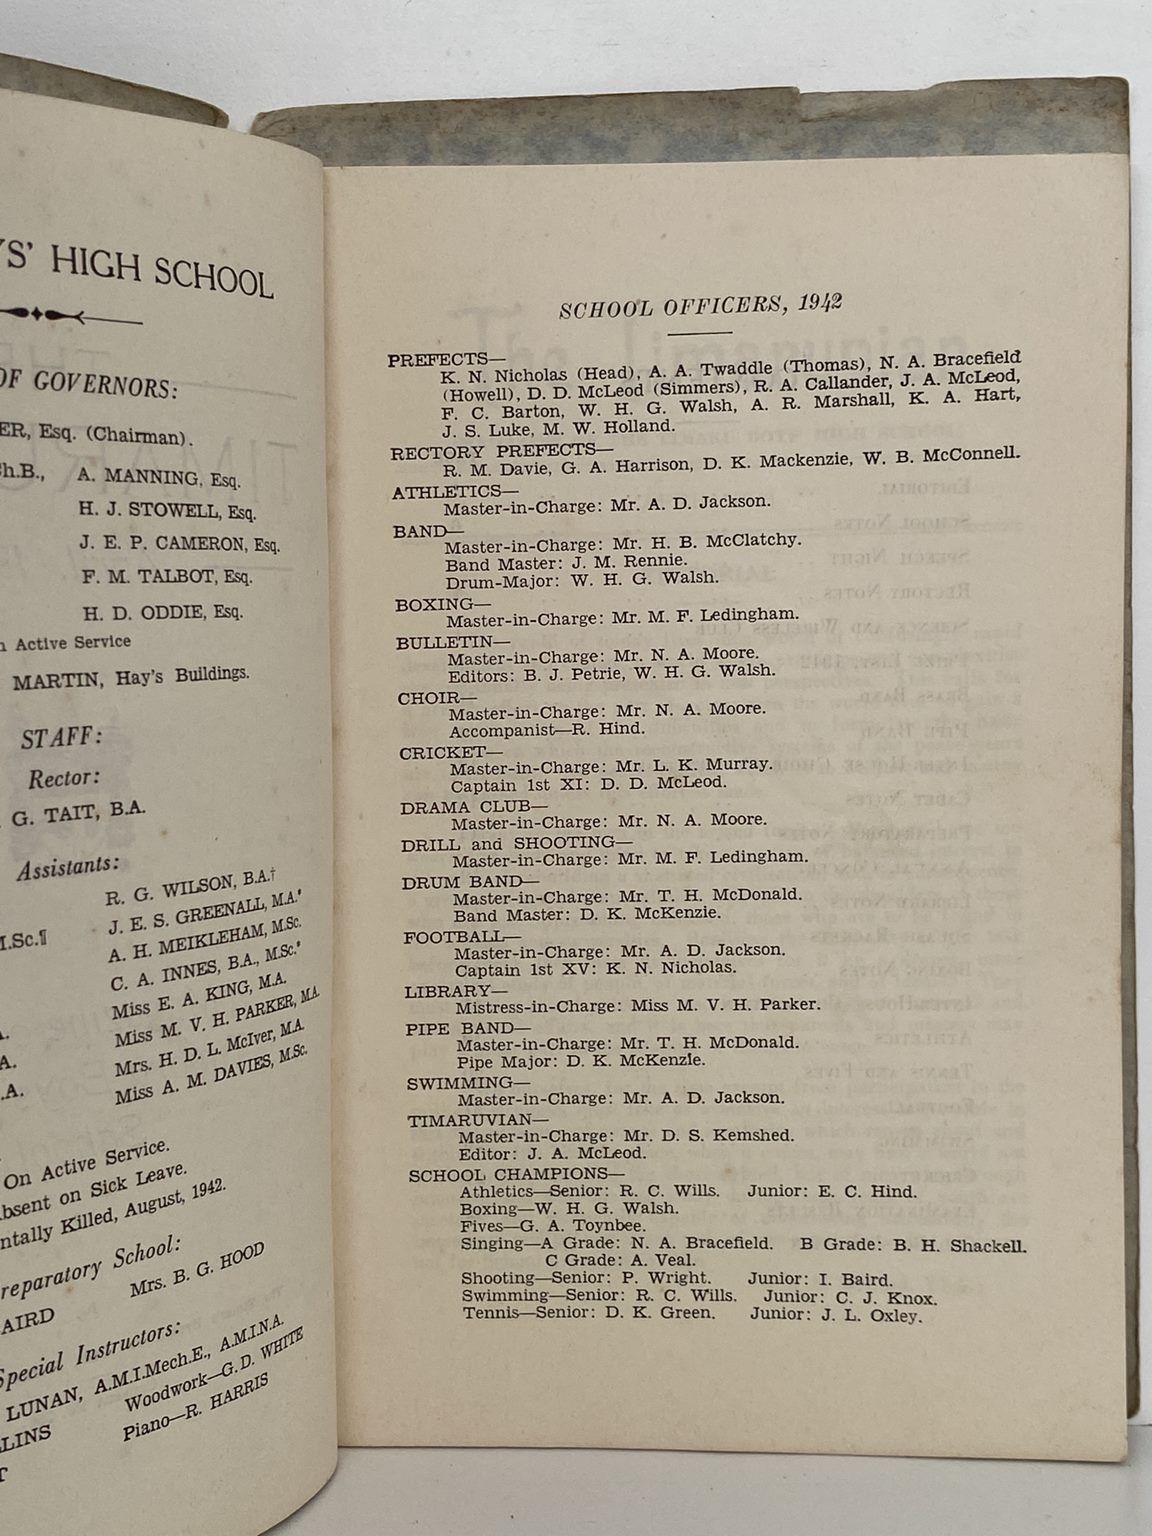 YS' HIGH SCHOOL
OF GOVERNORS:
ER, Esq. (Chairman).
h.B., A. MANNING, Esq.
H. J. STOWELL, Esq.
J. E. P. CAMERON, Esq.
F. M. TALBOT, Esq.
H. D. ODDIE, Esq.
n Active Service
MARTIN, Hay's Buildings.
STAFF:
Rector:
G. TAIT, B.A.
Assistants:
R. G. WILSON, B.A.†
M.Sc.¶ J. E. S. GREENALL, M.A.*
A. H. MEIKLEHAM, M.Sc.
C. A. INNES, B.A., M.Sc.*
Miss E. A. KING, M.A.
A. Miss M. V. H. PARKER, M.A.
A. Mrs. H. D. L. McIver, M.A.
.A. Miss A. M. DAVIES, M.Sc.
On Active Service.
bsent on Sick Leave.
ntally Killed, August, 1942.
reparatory School:
AIRD Mrs. B. G. HOOD
Special Instructors:
LUNAN, A.M.I.Mech.E., A.M.I.N.A.
LLINS Woodwork—G. D. WHITE
T Piano—R. HARRIS
SCHOOL OFFICERS, 1942
PREFECTS—
K. N. Nicholas (Head), A. A. Twaddle (Thomas), N. A. Bracefield
(Howell), D. D. McLeod (Simmers), R. A. Callander, J. A. McLeod,
F. C. Barton, W. H. G. Walsh, A. R. Marshall, K. A. Hart,
J. S. Luke, M. W. Holland.
RECTORY PREFECTS—
R. M. Davie, G. A. Harrison, D. K. Mackenzie, W. B. McConnell.
ATHLETICS—
Master-in-Charge: Mr. A. D. Jackson.
BAND—
Master-in-Charge: Mr. H. B. McClatchy.
Band Master: J. M. Rennie.
Drum-Major: W. H. G. Walsh.
BOXING—
Master-in-Charge: Mr. M. F. Ledingham.
BULLETIN—
Master-in-Charge: Mr. N. A. Moore.
Editors: B. J. Petrie, W. H. G. Walsh.
CHOIR—
Master-in-Charge: Mr. N. A. Moore.
Accompanist—R. Hind.
CRICKET—
Master-in-Charge: Mr. L. K. Murray.
Captain 1st XI: D. D. McLeod.
DRAMA CLUB—
Master-in-Charge: Mr. N. A. Moore.
DRILL and SHOOTING—
Master-in-Charge: Mr. M. F. Ledingham.
DRUM BAND—
Master-in-Charge: Mr. T. H. McDonald.
Band Master: D. K. McKenzie.
FOOTBALL—
Master-in-Charge: Mr. A. D. Jackson.
Captain 1st XV: K. N. Nicholas.
LIBRARY—
Mistress-in-Charge: Miss M. V. H. Parker.
PIPE BAND—
Master-in-Charge: Mr. T. H. McDonald.
Pipe Major: D. K. McKenzie.
SWIMMING—
Master-in-Charge: Mr. A. D. Jackson.
TIMARUVIAN—
Master-in-Charge: Mr. D. S. Kemshed.
Editor: J. A. McLeod.
SCHOOL CHAMPIONS—
Athletics—Senior: R. C. Wills. Junior: E. C. Hind.
Boxing—W. H. G. Walsh.
Fives—G. A. Toynbee.
Singing—A Grade: N. A. Bracefield. B Grade: B. H. Shackell.
C Grade: A. Veal.
Shooting—Senior: P. Wright. Junior: I. Baird.
Swimming—Senior: R. C. Wills. Junior: C. J. Knox.
Tennis—Senior: D. K. Green. Junior: J. L. Oxley.